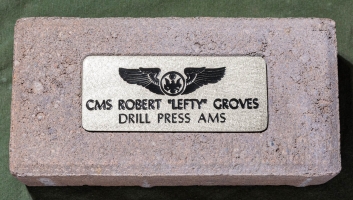 CMS ROBERT "LEFTY" GROVES
DRILL PRESS AMS